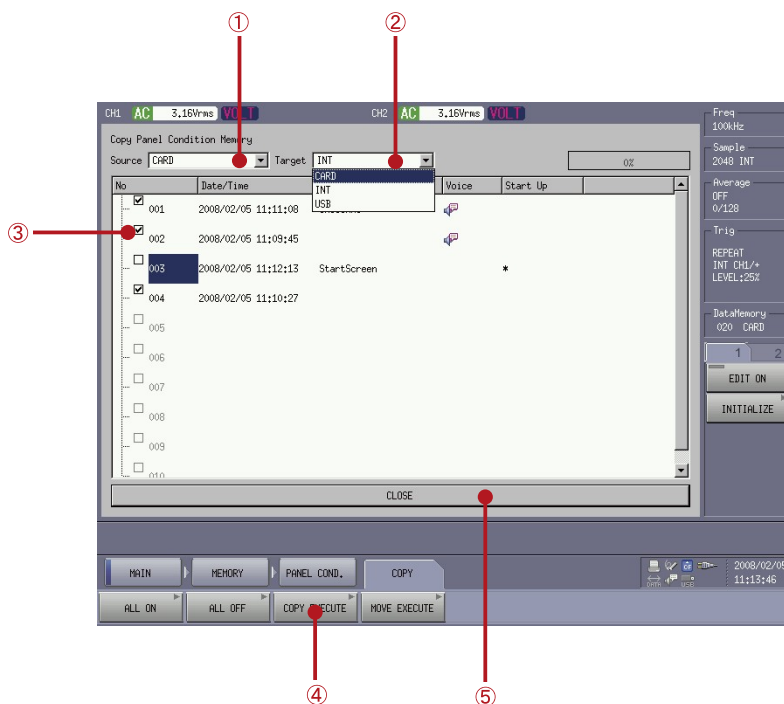 ① ②
CH1 AC 3.16Vrms VOLT CH2 AC 3.16Vrms VOLT
Copy Panel Condition Memory
Source CARD Target INT 0%
CARD
INT
USB
No Date/Time Voice Start Up
001 2008/02/05 11:11:08
③
002 2008/02/05 11:09:45
003 2008/02/05 11:12:13 StartScreen *
004 2008/02/05 11:10:27
005
006
007
008
009
010
CLOSE
Freq
100kHz
Sample
2048 INT
Average
OFF
0/128
Trig
REPEAT
INT CH1/+
LEVEL:25%
DataMemory
020 CARD
1 2
EDIT ON
INITIALIZE
MAIN MEMORY PANEL COND. COPY
DATA USB
2008/02/05
11:13:46
ALL ON ALL OFF COPY EXECUTE MOVE EXECUTE
④ ⑤